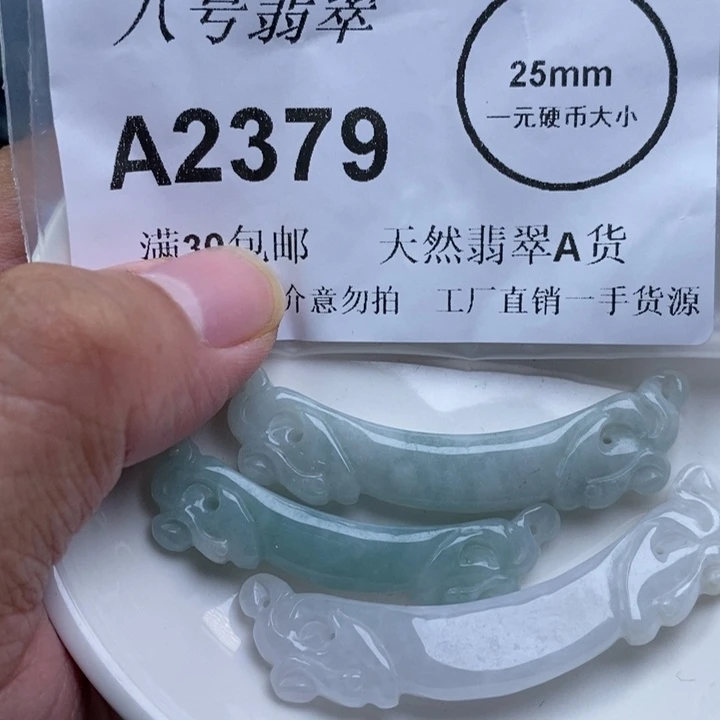 八号翡翠
25mm
一元硬币大小
A2379
满39包邮 天然翡翠A货
介意勿拍 工厂直销一手货源